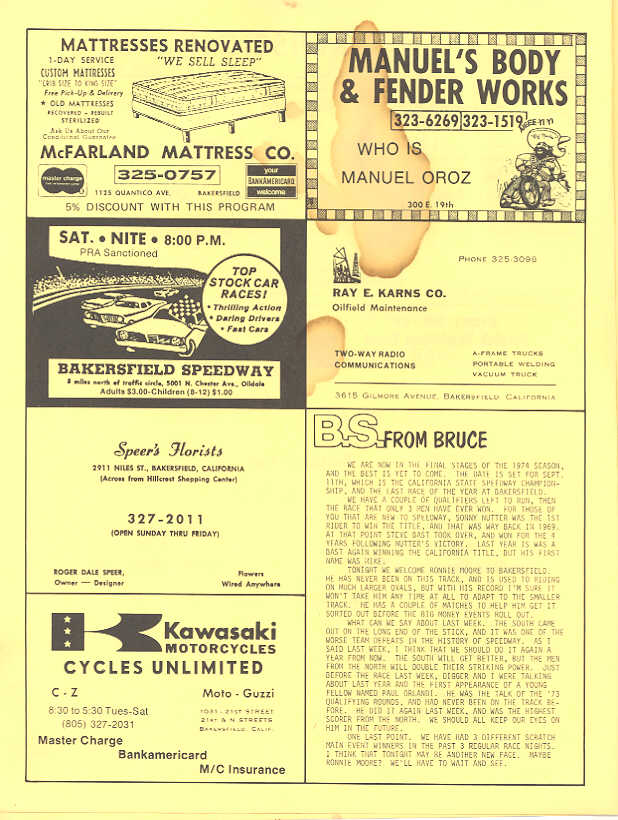 MATTRESSES RENOVATED
1-DAY SERVICE
"WE SELL SLEEP"
CUSTOM MATTRESSES
"CRIB SIZE TO KING SIZE"
Free Pick-Up & Delivery
★ OLD MATTRESSES
RECOVERED - REBUILT
STERILIZED
Ask Us About Our
Conditional Guarantee
McFARLAND MATTRESS CO.
master charge
325-0757
your
BANKAMERICARD
welcome
1125 QUANTICO AVE. BAKERSFIELD
5% DISCOUNT WITH THIS PROGRAM
MANUEL'S BODY
& FENDER WORKS
323-6269 323-1519
WHO IS
MANUEL OROZ
300 E. 19th
SAT. • NITE • 8:00 P.M.
PRA Sanctioned
TOP
STOCK CAR
RACES!
• Thrilling Action
• Daring Drivers
• Fast Cars
BAKERSFIELD SPEEDWAY
5 miles north of traffic circle, 5001 N. Chester Ave., Oildale
Adults $3.00-Children (8-12) $1.00
PHONE 325-3096
RAY E. KARNS CO.
Oilfield Maintenance
TWO-WAY RADIO
COMMUNICATIONS
A-FRAME TRUCKS
PORTABLE WELDING
VACUUM TRUCK
3615 GILMORE AVENUE, BAKERSFIELD, CALIFORNIA
Speer's Florists
2911 NILES ST., BAKERSFIELD, CALIFORNIA
(Across from Hillcrest Shopping Center)
327-2011
(OPEN SUNDAY THRU FRIDAY)
ROGER DALE SPEER,
Owner — Designer
Flowers
Wired Anywhere
Kawasaki
MOTORCYCLES
CYCLES UNLIMITED
C - Z
Moto - Guzzi
8:30 to 5:30 Tues-Sat
(805) 327-2031
1031 - 21ST STREET
21ST & N STREETS
BAKERSFIELD, CALIF.
Master Charge
Bankamericard
M/C Insurance
B.S. FROM BRUCE
WE ARE NOW IN THE FINAL STAGES OF THE 1974 SEASON,
AND THE BEST IS YET TO COME. THE DATE IS SET FOR SEPT.
11TH, WHICH IS THE CALIFORNIA STATE SPEEDWAY CHAMPION-
SHIP, AND THE LAST RACE OF THE YEAR AT BAKERSFIELD.
WE HAVE A COUPLE OF QUALIFIERS LEFT TO RUN, THEN
THE RACE THAT ONLY 3 MEN HAVE EVER WON. FOR THOSE OF
YOU THAT ARE NEW TO SPEEDWAY, SONNY NUTTER WAS THE 1ST
RIDER TO WIN THE TITLE, AND THAT WAS WAY BACK IN 1969.
AT THAT POINT STEVE BAST TOOK OVER, AND WON FOR THE 4
YEARS FOLLOWING NUTTER'S VICTORY. LAST YEAR IS WAS A
BAST AGAIN WINNING THE CALIFORNIA TITLE, BUT HIS FIRST
NAME WAS MIKE.
TONIGHT WE WELCOME RONNIE MOORE TO BAKERSFIELD.
HE HAS NEVER BEEN ON THIS TRACK, AND IS USED TO RIDING
ON MUCH LARGER OVALS, BUT WITH HIS RECORD I'M SURE IT
WON'T TAKE HIM ANY TIME AT ALL TO ADAPT TO THE SMALLER
TRACK. HE HAS A COUPLE OF MATCHES TO HELP HIM GET IT
SORTED OUT BEFORE THE BIG MONEY EVENTS ROLL OUT.
WHAT CAN WE SAY ABOUT LAST WEEK. THE SOUTH CAME
OUT ON THE LONG END OF THE STICK, AND IT WAS ONE OF THE
WORSE TEAM DEFEATS IN THE HISTORY OF SPEEDWAY. AS I
SAID LAST WEEK, I THINK THAT WE SHOULD DO IT AGAIN A
YEAR FROM NOW. THE SOUTH WILL GET BETTER, BUT THE MEN
FROM THE NORTH WILL DOUBLE THEIR STRIKING POWER. JUST
BEFORE THE RACE LAST WEEK, DIGGER AND I WERE TALKING
ABOUT LAST YEAR AND THE FIRST APPEARANCE OF A YOUNG
FELLOW NAMED PAUL ORLANDI. HE WAS THE TALK OF THE '73
QUALIFYING ROUNDS, AND HAD NEVER BEEN ON THE TRACK BE-
FORE. HE DID IT AGAIN LAST WEEK, AND WAS THE HIGHEST
SCORER FROM THE NORTH. WE SHOULD ALL KEEP OUR EYES ON
HIM IN THE FUTURE.
ONE LAST POINT. WE HAVE HAD 3 DIFFERENT SCRATCH
MAIN EVENT WINNERS IN THE PAST 3 REGULAR RACE NIGHTS.
I THINK THAT TONIGHT MAY BE ANOTHER NEW FACE. MAYBE
RONNIE MOORE? WE'LL HAVE TO WAIT AND SEE.